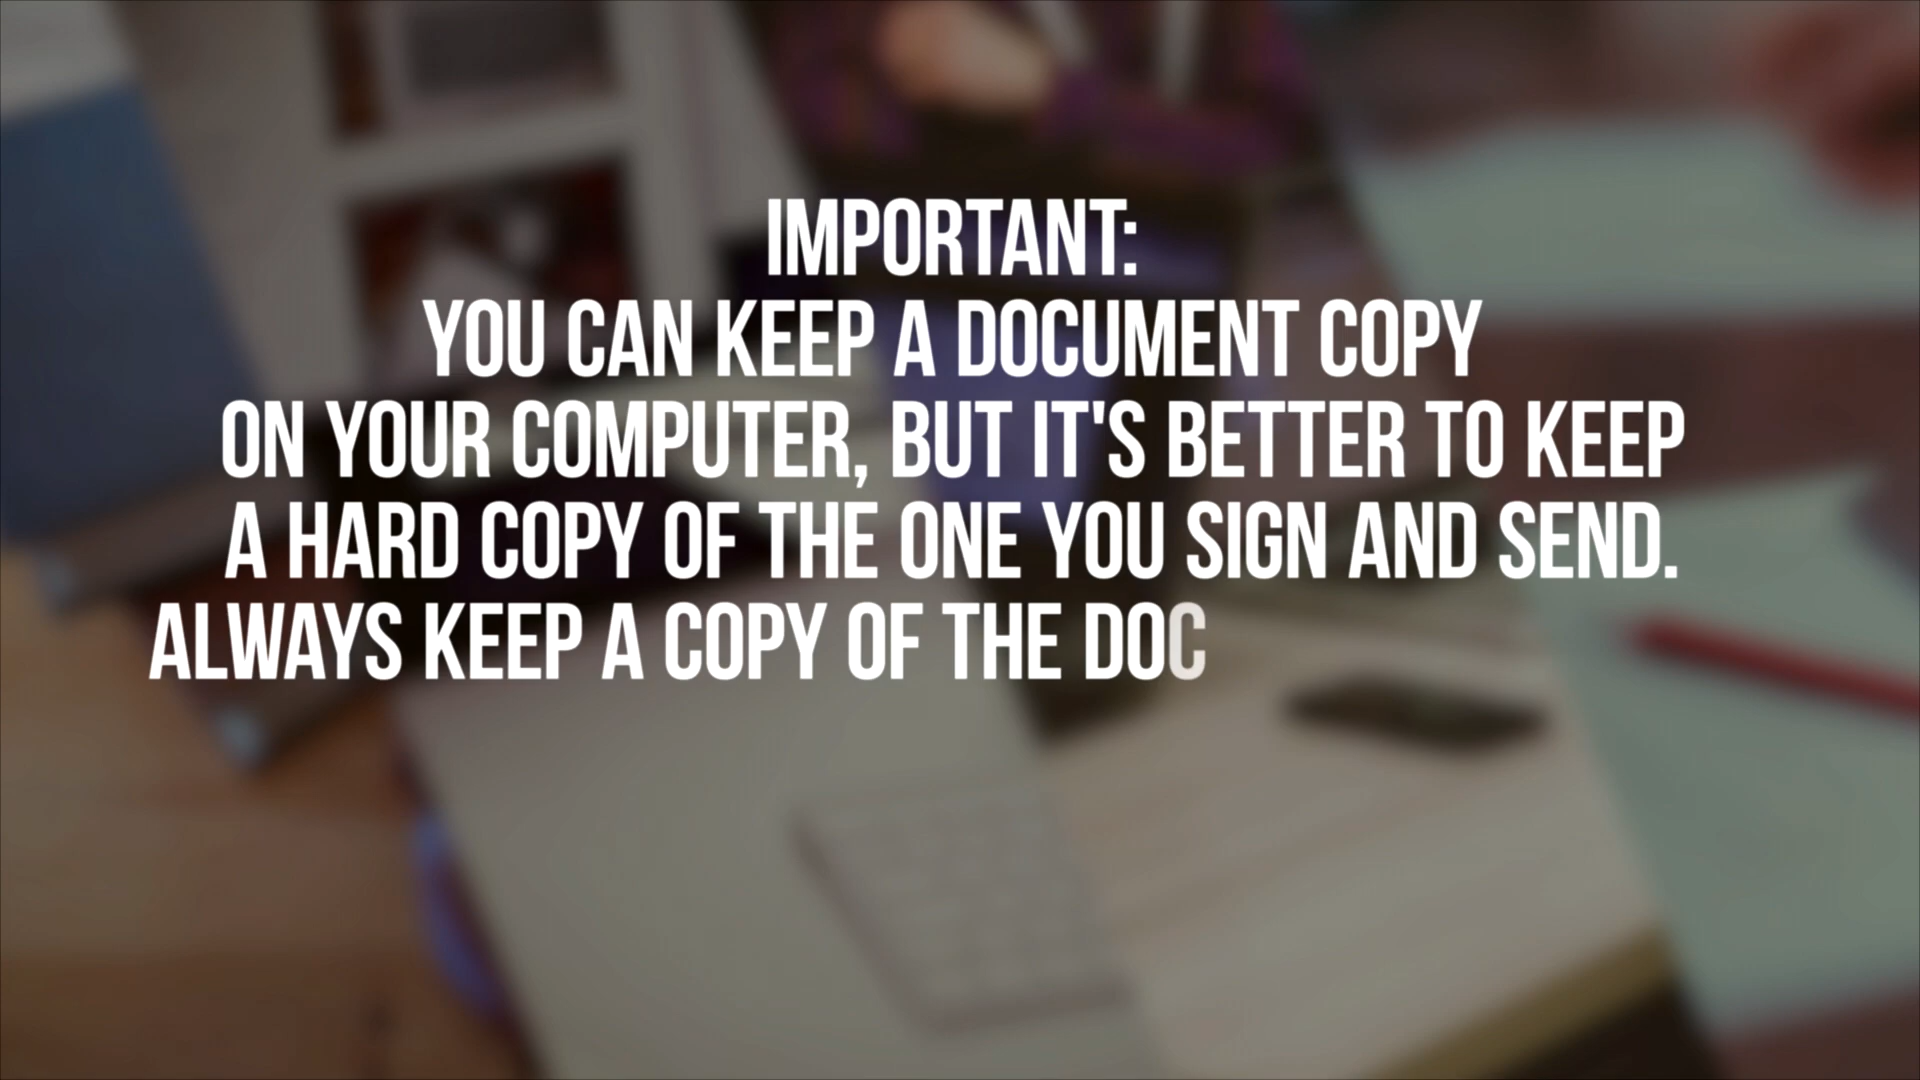 IMPORTANT:
YOU CAN KEEP A DOCUMENT COPY
ON YOUR COMPUTER, BUT IT'S BETTER TO KEEP
A HARD COPY OF THE ONE YOU SIGN AND SEND.
ALWAYS KEEP A COPY OF THE DOC